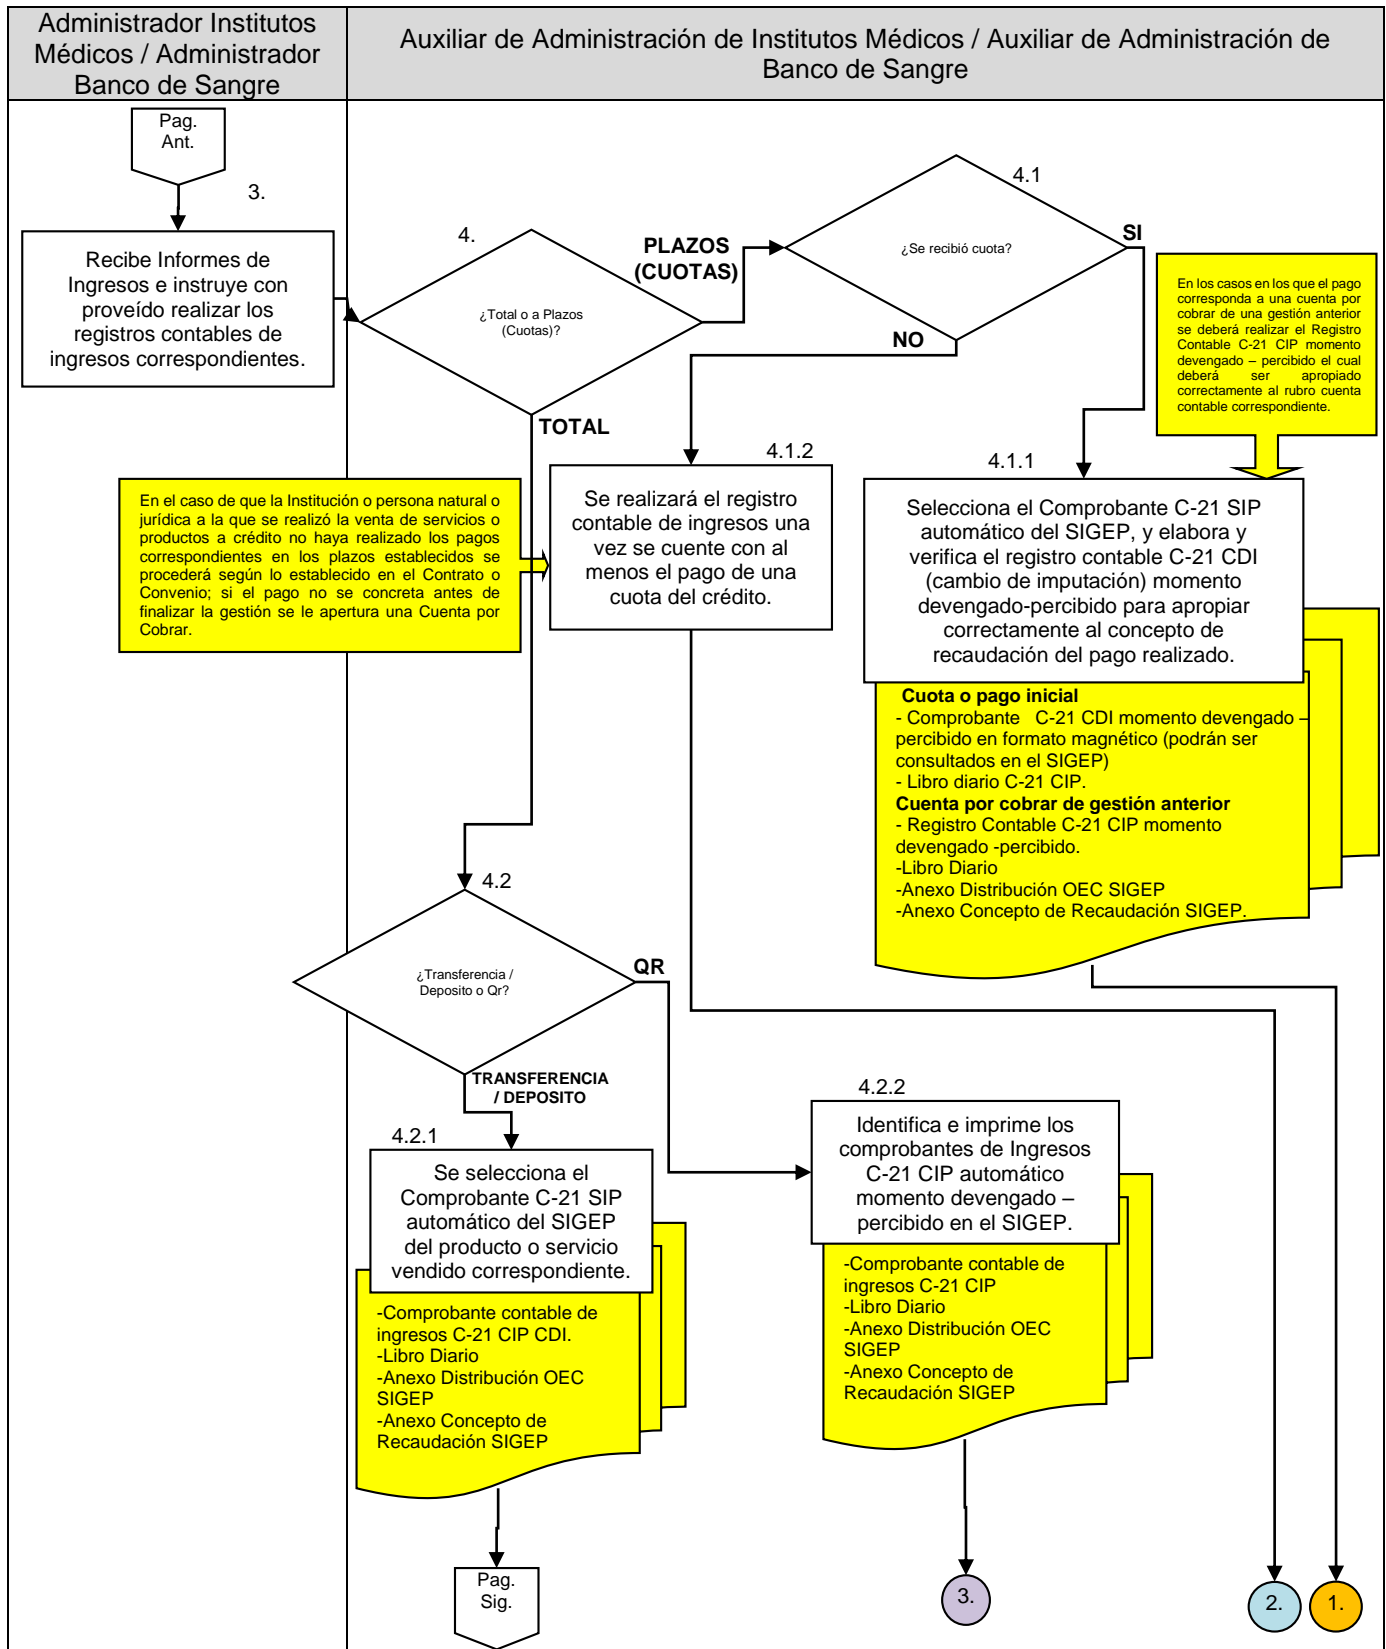 Administrador Institutos
Médicos / Administrador
Banco de Sangre
Auxiliar de Administración de Institutos Médicos / Auxiliar de Administración de
Banco de Sangre
Pag.
Ant.
3.
Recibe Informes de
Ingresos e instruye con
proveído realizar los
registros contables de
ingresos correspondientes.
4.
¿Total o a Plazos
(Cuotas)?
PLAZOS
(CUOTAS)
TOTAL
4.1
¿Se recibió cuota?
SI
NO
En los casos en los que el pago
corresponda a una cuenta por
cobrar de una gestión anterior
se deberá realizar el Registro
Contable C-21 CIP momento
devengado – percibido el cual
deberá ser apropiado
correctamente al rubro cuenta
contable correspondiente.
4.1.2
Se realizará el registro
contable de ingresos una
vez se cuente con al
menos el pago de una
cuota del crédito.
En el caso de que la Institución o persona natural o
jurídica a la que se realizó la venta de servicios o
productos a crédito no haya realizado los pagos
correspondientes en los plazos establecidos se
procederá según lo establecido en el Contrato o
Convenio; si el pago no se concreta antes de
finalizar la gestión se le apertura una Cuenta por
Cobrar.
4.1.1
Selecciona el Comprobante C-21 SIP
automático del SIGEP, y elabora y
verifica el registro contable C-21 CDI
(cambio de imputación) momento
devengado-percibido para apropiar
correctamente al concepto de
recaudación del pago realizado.
Cuota o pago inicial
- Comprobante C-21 CDI momento devengado –
percibido en formato magnético (podrán ser
consultados en el SIGEP)
- Libro diario C-21 CIP.
Cuenta por cobrar de gestión anterior
- Registro Contable C-21 CIP momento
devengado -percibido.
-Libro Diario
-Anexo Distribución OEC SIGEP
-Anexo Concepto de Recaudación SIGEP.
4.2
¿Transferencia /
Deposito o Qr?
QR
TRANSFERENCIA
/ DEPOSITO
4.2.1
Se selecciona el
Comprobante C-21 SIP
automático del SIGEP
del producto o servicio
vendido correspondiente.
-Comprobante contable de
ingresos C-21 CIP CDI.
-Libro Diario
-Anexo Distribución OEC
SIGEP
-Anexo Concepto de
Recaudación SIGEP
4.2.2
Identifica e imprime los
comprobantes de Ingresos
C-21 CIP automático
momento devengado –
percibido en el SIGEP.
-Comprobante contable de
ingresos C-21 CIP
-Libro Diario
-Anexo Distribución OEC
SIGEP
-Anexo Concepto de
Recaudación SIGEP
Pag.
Sig.
3.
2.
1.